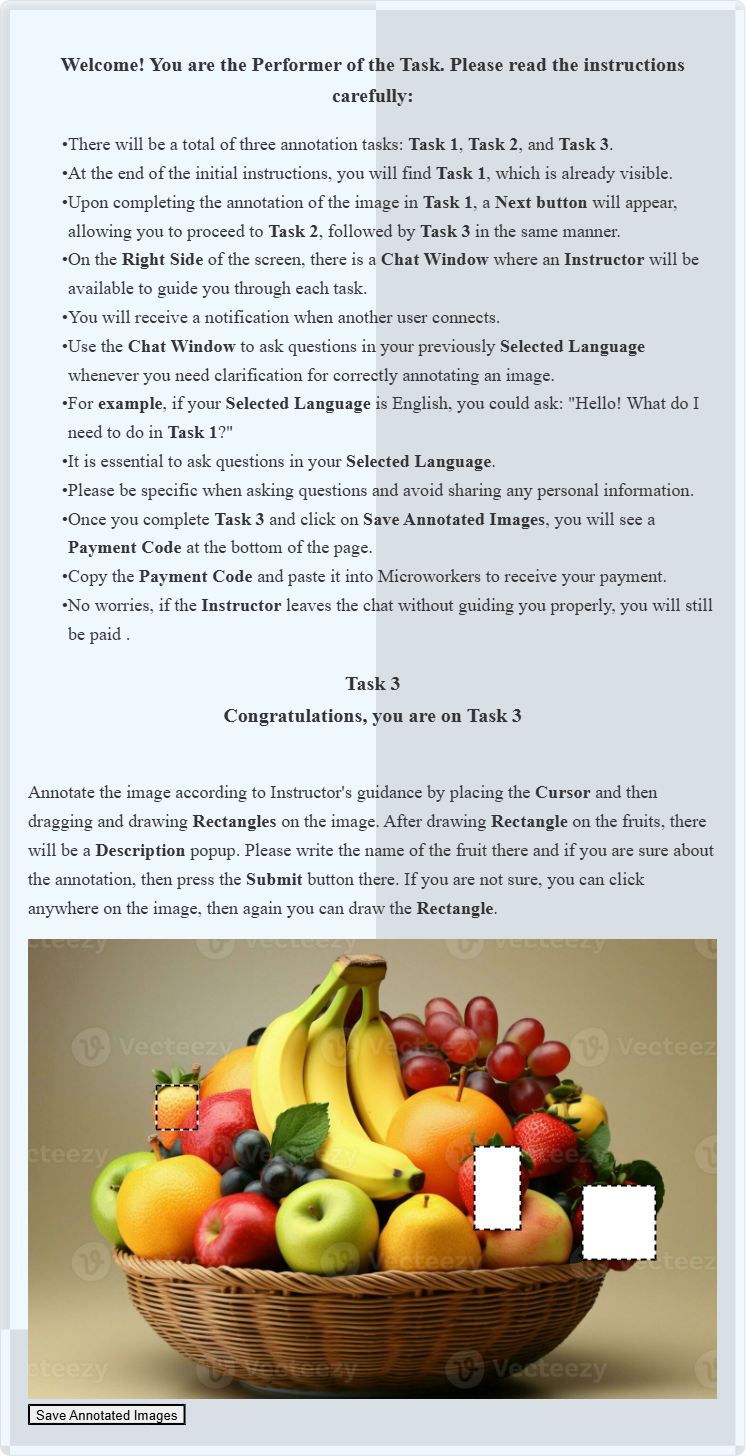 Welcome! You are the Performer of the Task. Please read the instructions
carefully:
•There will be a total of three annotation tasks: Task 1, Task 2, and Task 3.
•At the end of the initial instructions, you will find Task 1, which is already visible.
•Upon completing the annotation of the image in Task 1, a Next button will appear,
allowing you to proceed to Task 2, followed by Task 3 in the same manner.
•On the Right Side of the screen, there is a Chat Window where an Instructor will be
available to guide you through each task.
•You will receive a notification when another user connects.
•Use the Chat Window to ask questions in your previously Selected Language
whenever you need clarification for correctly annotating an image.
•For example, if your Selected Language is English, you could ask: "Hello! What do I
need to do in Task 1?"
•It is essential to ask questions in your Selected Language.
•Please be specific when asking questions and avoid sharing any personal information.
•Once you complete Task 3 and click on Save Annotated Images, you will see a
Payment Code at the bottom of the page.
•Copy the Payment Code and paste it into Microworkers to receive your payment.
•No worries, if the Instructor leaves the chat without guiding you properly, you will still
be paid .
Task 3
Congratulations, you are on Task 3
Annotate the image according to Instructor's guidance by placing the Cursor and then
dragging and drawing Rectangles on the image. After drawing Rectangle on the fruits, there
will be a Description popup. Please write the name of the fruit there and if you are sure about
the annotation, then press the Submit button there. If you are not sure, you can click
anywhere on the image, then again you can draw the Rectangle.
Vecteezy Vecteezy
Vecteezy Vecteezy
Vecteezy Vecteezy
Save Annotated Images